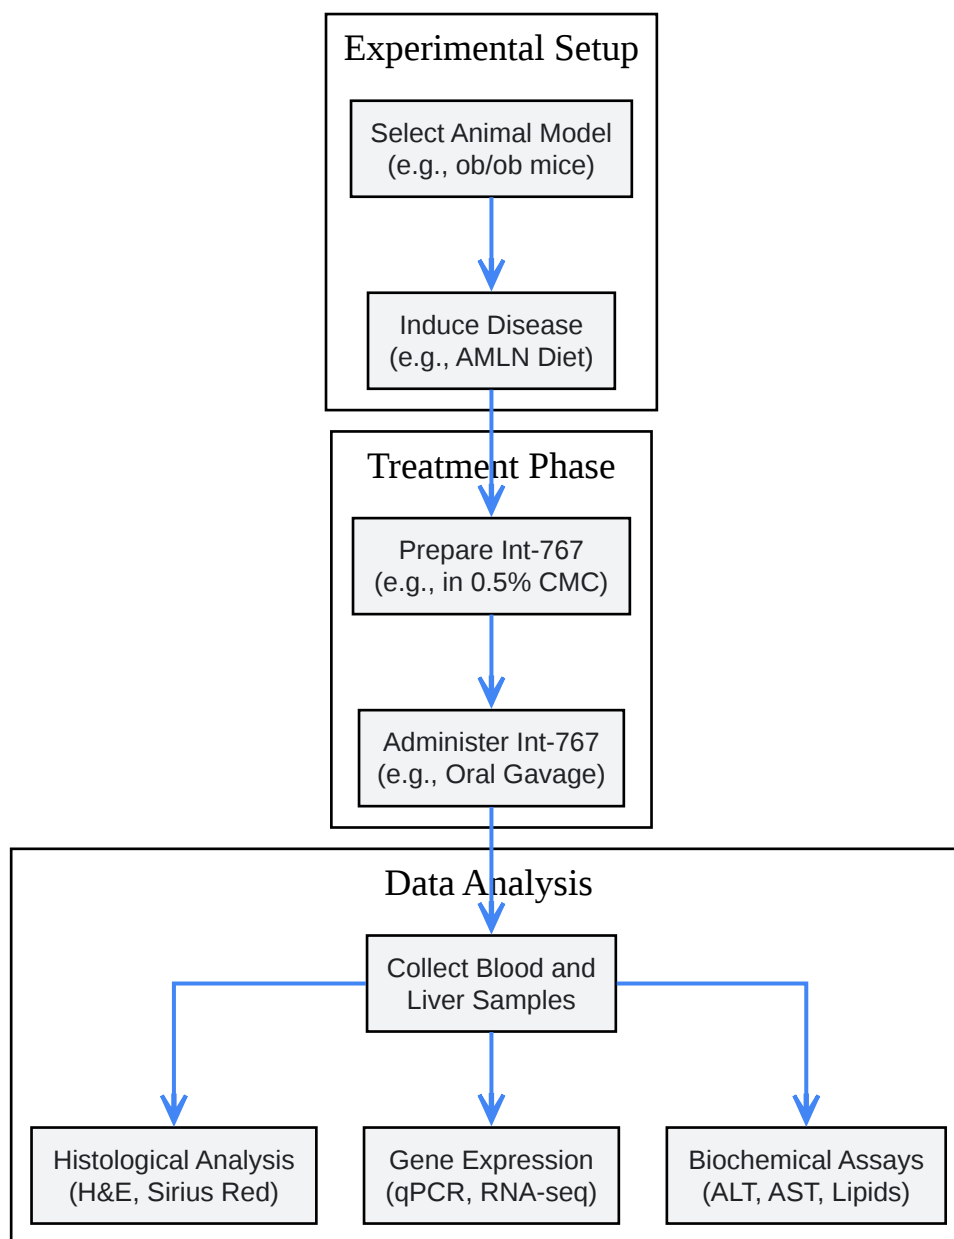 Experimental Setup
Select Animal Model
(e.g., ob/ob mice)
Induce Disease
(e.g., AMLN Diet)
Treatment Phase
Prepare Int-767
(e.g., in 0.5% CMC)
Administer Int-767
(e.g., Oral Gavage)
Data Analysis
Collect Blood and
Liver Samples
Histological Analysis
(H&E, Sirius Red)
Gene Expression
(qPCR, RNA-seq)
Biochemical Assays
(ALT, AST, Lipids)